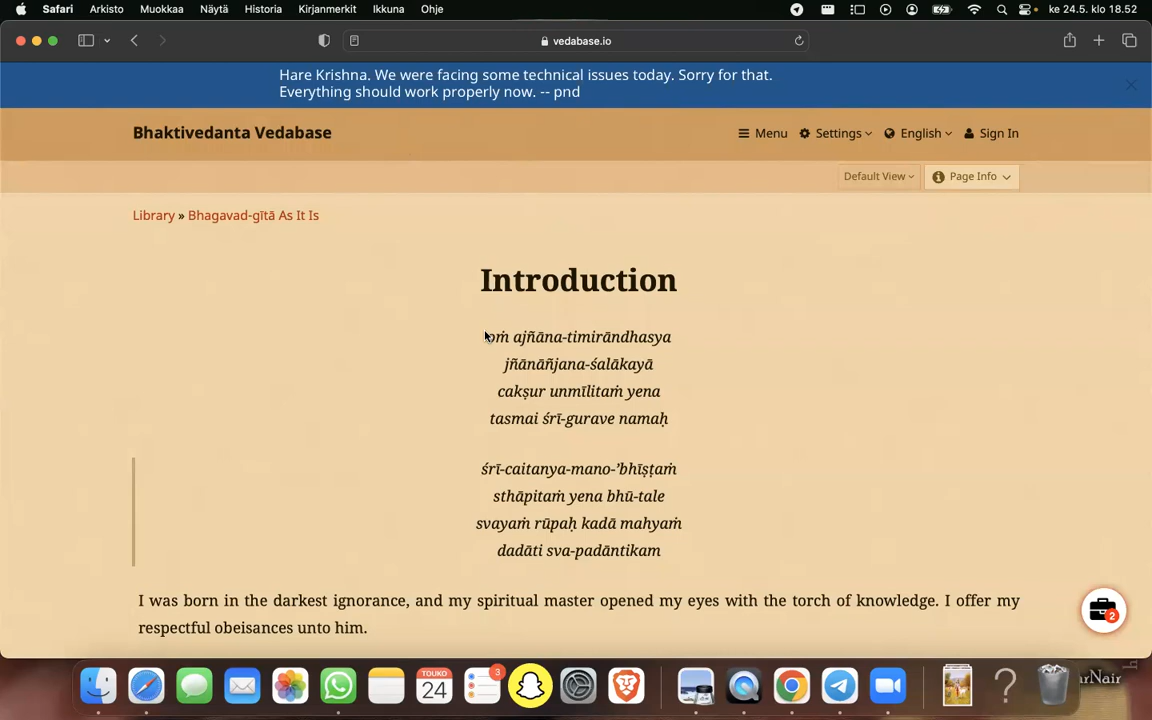 Safari Arkisto Muokkaa Näytä Historia Kirjanmerkit Ikkuna Ohje ke 24.5. klo 18.52
vedabase.io
Hare Krishna. We were facing some technical issues today. Sorry for that.
Everything should work properly now. -- pnd
Bhaktivedanta Vedabase Menu Settings English Sign In
Default View Page Info
Library » Bhagavad-gītā As It Is
Introduction
oṁ ajñāna-timirāndhasya
jñānāñjana-śalākayā
cakṣur unmīlitaṁ yena
tasmai śrī-gurave namaḥ
śrī-caitanya-mano-’bhīṣṭaṁ
sthāpitaṁ yena bhū-tale
svayaṁ rūpaḥ kadā mahyaṁ
dadāti sva-padāntikam
I was born in the darkest ignorance, and my spiritual master opened my eyes with the torch of knowledge. I offer my
respectful obeisances unto him.
2
TOUKO
24
3
?